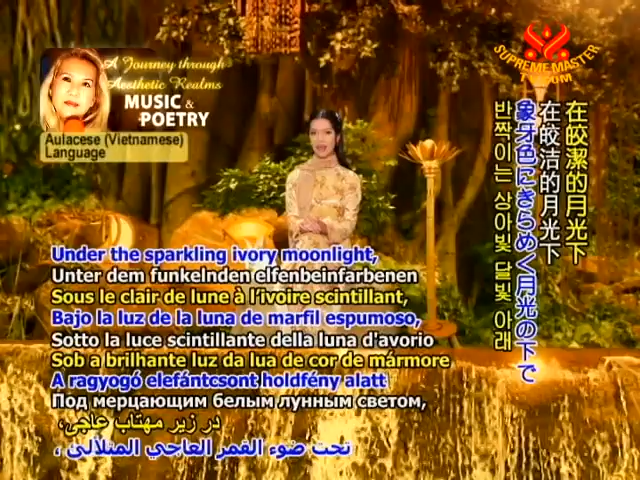 A Journey through
Aesthetic Realms
MUSIC &
POETRY
Aulacese (Vietnamese)
Language
SUPREME MASTER
TV.COM
Under the sparkling ivory moonlight,
Unter dem funkelnden elfenbeinfarbenen
Sous le clair de lune à l'ivoire scintillant,
Bajo la luz de la luna de marfil espumoso,
Sotto la luce scintillante della luna d'avorio
Sob a brilhante luz da lua de cor de mármore
A ragyogó elefántcsont holdfény alatt
Под мерцающим белым лунным светом,
در زیر مهتاب عاجی،
تحت ضوء القمر العاجي المتلألئ ،
在皎潔的月光下
在皎洁的月光下
象牙色にきらめく月光の下で
반짝이는 상아빛 달빛 아래